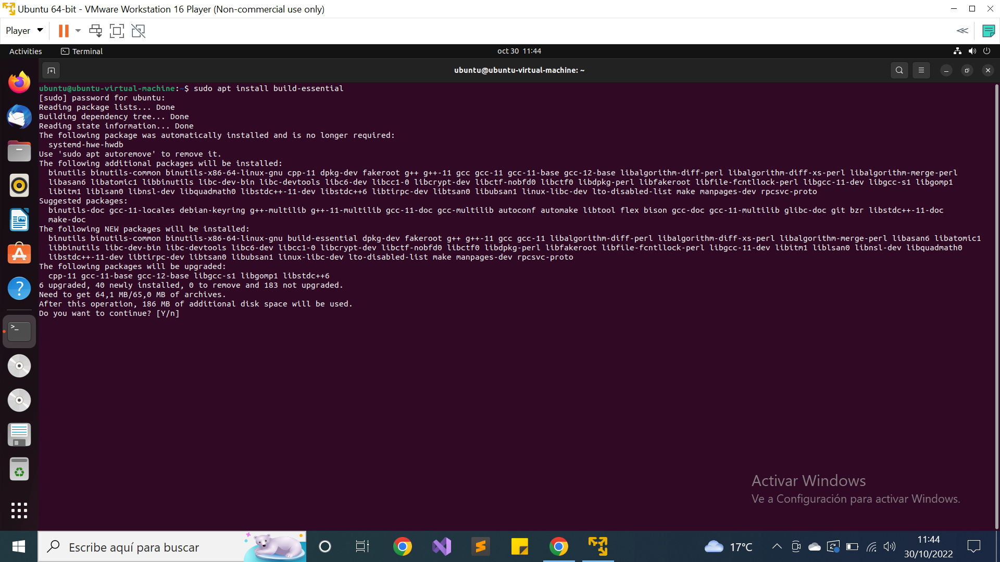 Ubuntu 64-bit - VMware Workstation 16 Player (Non-commercial use only)
Player
Activities
Terminal
oct 30 11:44
ubuntu@ubuntu-virtual-machine: ~
ubuntu@ubuntu-virtual-machine:~$ sudo apt install build-essential
[sudo] password for ubuntu:
Reading package lists... Done
Building dependency tree... Done
Reading state information... Done
The following package was automatically installed and is no longer required:
systemd-hwe-hwdb
Use 'sudo apt autoremove' to remove it.
The following additional packages will be installed:
binutils binutils-common binutils-x86-64-linux-gnu cpp-11 dpkg-dev fakeroot g++ g++-11 gcc gcc-11 gcc-11-base gcc-12-base libalgorithm-diff-perl libalgorithm-diff-xs-perl libalgorithm-merge-perl
libasan6 libatomic1 libbinutils libc-dev-bin libc-devtools libc6-dev libcc1-0 libcrypt-dev libctf-nobfd0 libctf0 libdpkg-perl libfakeroot libfile-fcntllock-perl libgcc-11-dev libgcc-s1 libgomp1
libitm1 liblsan0 libnsl-dev libquadmath0 libstdc++-11-dev libstdc++6 libtirpc-dev libtsan0 libubsan1 linux-libc-dev lto-disabled-list make manpages-dev rpcsvc-proto
Suggested packages:
binutils-doc gcc-11-locales debian-keyring g++-multilib g++-11-multilib gcc-11-doc gcc-multilib autoconf automake libtool flex bison gcc-doc gcc-11-multilib glibc-doc git bzr libstdc++-11-doc
make-doc
The following NEW packages will be installed:
binutils binutils-common binutils-x86-64-linux-gnu build-essential dpkg-dev fakeroot g++ g++-11 gcc gcc-11 libalgorithm-diff-perl libalgorithm-diff-xs-perl libalgorithm-merge-perl libasan6 libatomic1
libbinutils libc-dev-bin libc-devtools libc6-dev libcc1-0 libcrypt-dev libctf-nobfd0 libctf0 libdpkg-perl libfakeroot libfile-fcntllock-perl libgcc-11-dev libitm1 liblsan0 libnsl-dev libquadmath0
libstdc++-11-dev libtirpc-dev libtsan0 libubsan1 linux-libc-dev lto-disabled-list make manpages-dev rpcsvc-proto
The following packages will be upgraded:
cpp-11 gcc-11-base gcc-12-base libgcc-s1 libgomp1 libstdc++6
6 upgraded, 40 newly installed, 0 to remove and 183 not upgraded.
Need to get 64,1 MB/65,0 MB of archives.
After this operation, 186 MB of additional disk space will be used.
Do you want to continue? [Y/n]
Activar Windows
Ve a Configuración para activar Windows.
Escribe aquí para buscar
17°C
11:44
30/10/2022